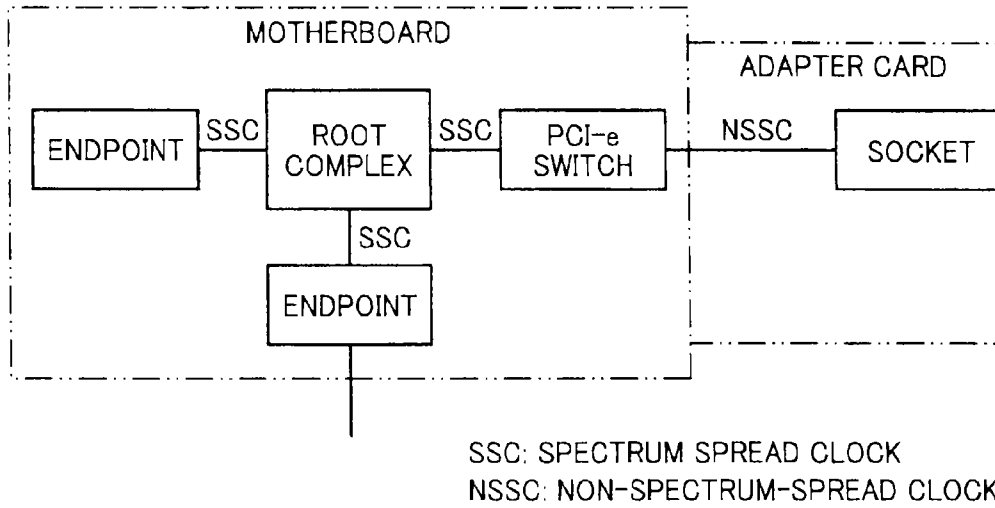 MOTHERBOARD
ADAPTER CARD
ENDPOINT
SSC
ROOT
COMPLEX
SSC
PCI-e
SWITCH
NSSC
SOCKET
SSC
ENDPOINT
SSC: SPECTRUM SPREAD CLOCK
NSSC: NON-SPECTRUM-SPREAD CLOCK